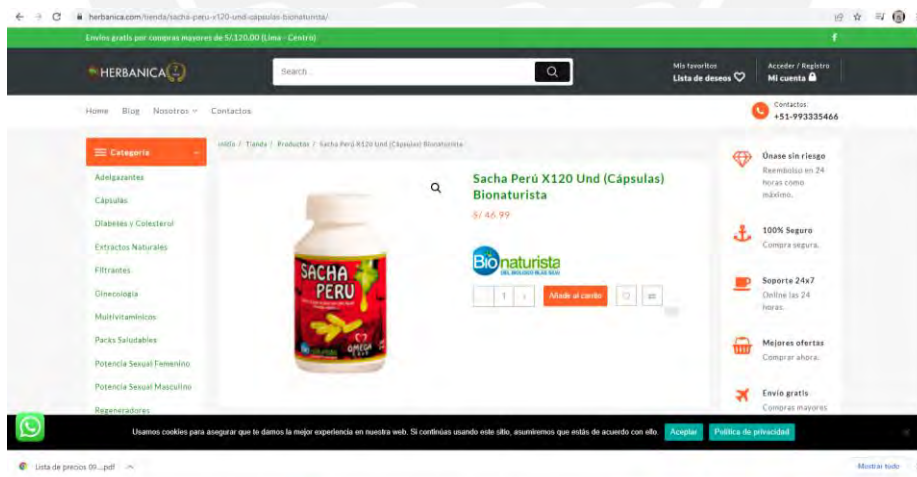 herbanica.com/tienda/sacha-peru-x120-und-capsulas-bionaturista/
Envíos gratis por compras mayores de S/.120.00 (Lima - Centro)
HERBANICA
Search
Mis favoritos
Lista de deseos
Acceder / Registro
Mi cuenta
Home Blog Nosotros Contactos
Contactos:
+51-993335466
Categoría
Inicio / Tienda / Productos / Sacha Perú X120 Und (Cápsulas) Bionaturista
Adelgazantes
Cápsulas
Diabetes y Colesterol
Extractos Naturales
Filtrantes
Ginecología
Multivitamínicos
Packs Saludables
Potencia Sexual Femenino
Potencia Sexual Masculino
Regeneradores
SACHA
PERU
OMEGA
Sacha Perú X120 Und (Cápsulas)
Bionaturista
S/ 46.99
Bionaturista
1
Añade al carrito
Únase sin riesgo
Reembolso en 24
horas como
máximo.
100% Seguro
Compra segura.
Soporte 24x7
Online las 24
horas.
Mejores ofertas
Comprar ahora.
Envío gratis
Compras mayores
Usamos cookies para asegurar que te damos la mejor experiencia en nuestra web. Si continúas usando este sitio, asumiremos que estás de acuerdo con ello.
Aceptar
Política de privacidad
Lista de precios 09....pdf
Mostrar todo